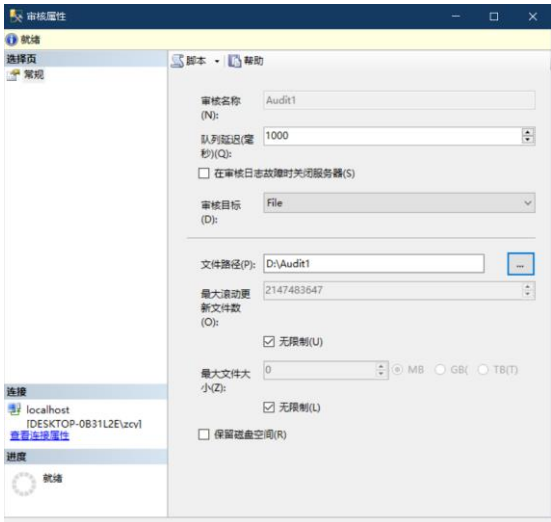 审核属性
就绪
选择页
常规
脚本 帮助
审核名称
(N):
Audit1
队列延迟(毫
秒)(Q):
1000
在审核日志故障时关闭服务器(S)
审核目标
(D):
File
文件路径(P):
D:\Audit1
...
最大滚动更
新文件数
(O):
2147483647
无限制(U)
最大文件大
小(Z):
0
MB GB( TB(T)
无限制(L)
保留磁盘空间(R)
连接
localhost
[DESKTOP-0B31L2E\zcv]
查看连接属性
进度
就绪